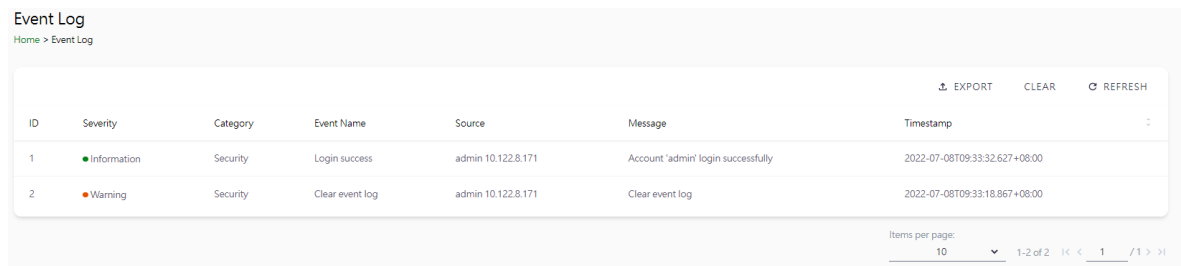 Event Log
Home > Event Log
EXPORT CLEAR REFRESH
ID Severity Category Event Name Source Message Timestamp
1 Information Security Login success admin 10.122.8.171 Account 'admin' login successfully 2022-07-08T09:33:32.627+08:00
2 Warning Security Clear event log admin 10.122.8.171 Clear event log 2022-07-08T09:33:18.867+08:00
Items per page:
10 1-2 of 2 |< < 1 / 1 > >|